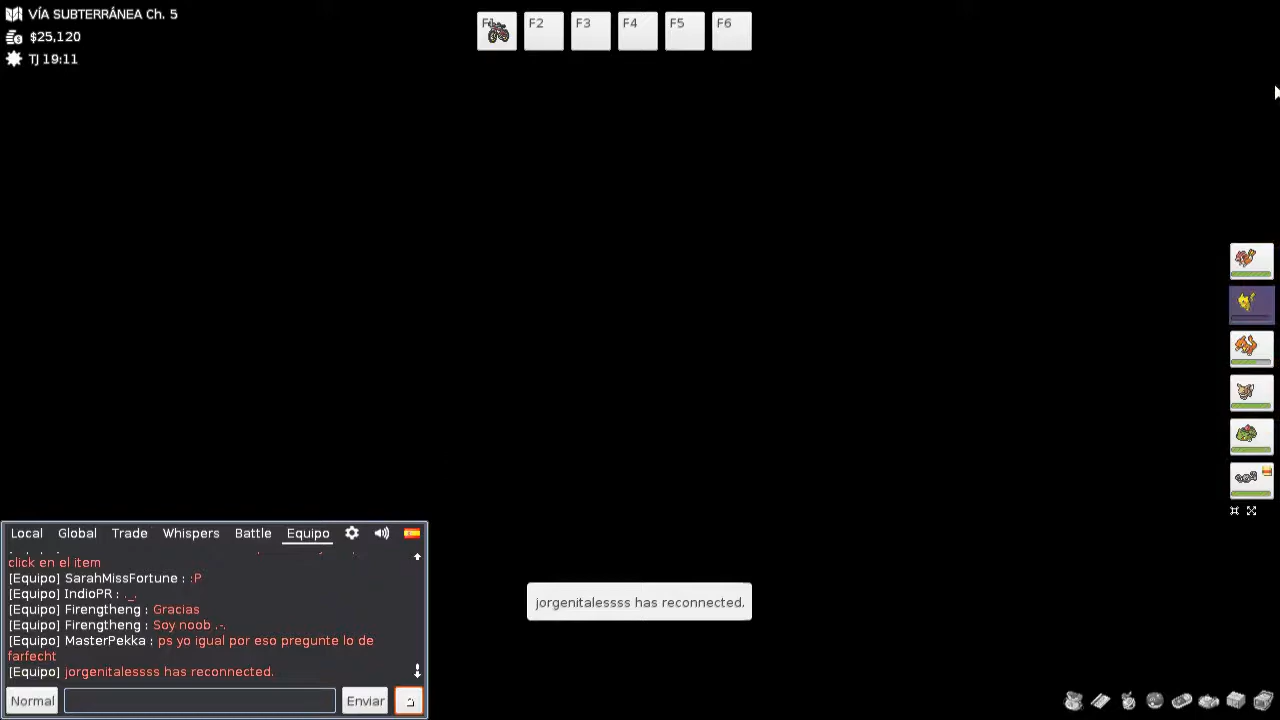 VÍA SUBTERRÁNEA Ch. 5
$25,120
TJ 19:11
F1
F2
F3
F4
F5
F6
Local Global Trade Whispers Battle Equipo
click en el item
[Equipo] SarahMissFortune : :P
[Equipo] IndioPR : ._.
[Equipo] Firengtheng : Gracias
[Equipo] Firengtheng : Soy noob .-.
[Equipo] MasterPekka : ps yo igual por eso pregunte lo de
farfecht
[Equipo] jorgenitalessss has reconnected.
Normal
Enviar
jorgenitalessss has reconnected.